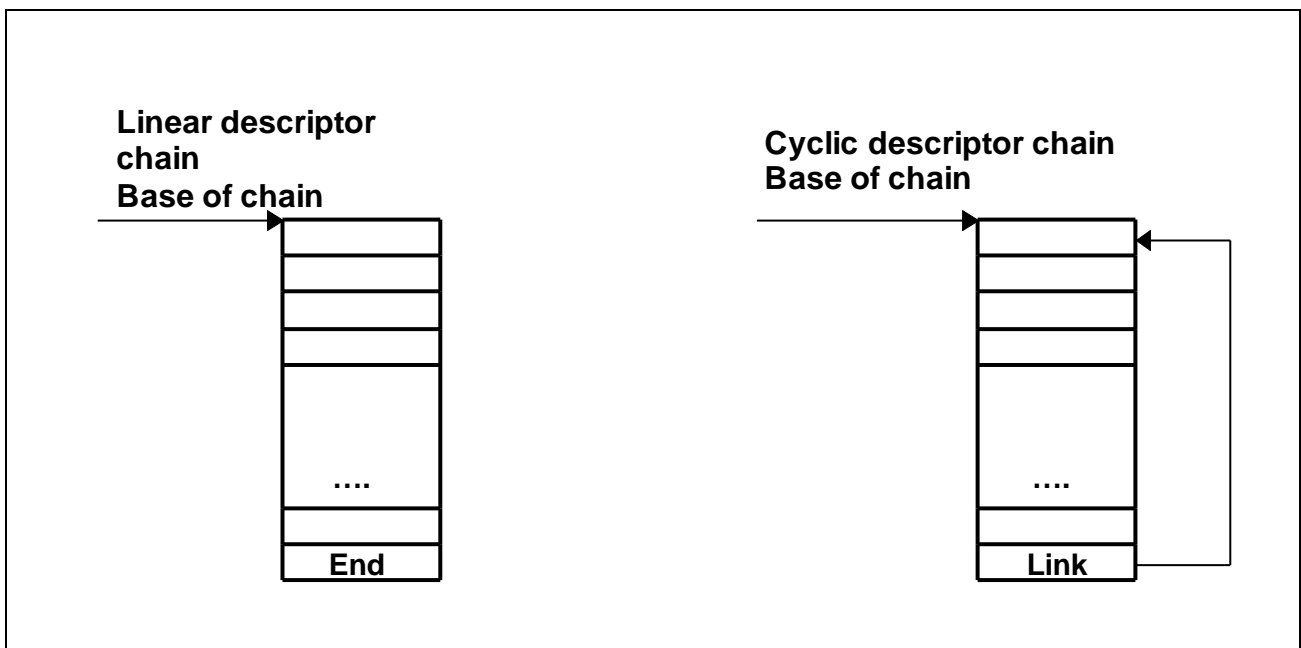 Linear descriptor
chain
Base of chain
….
End
Cyclic descriptor chain
Base of chain
….
Link